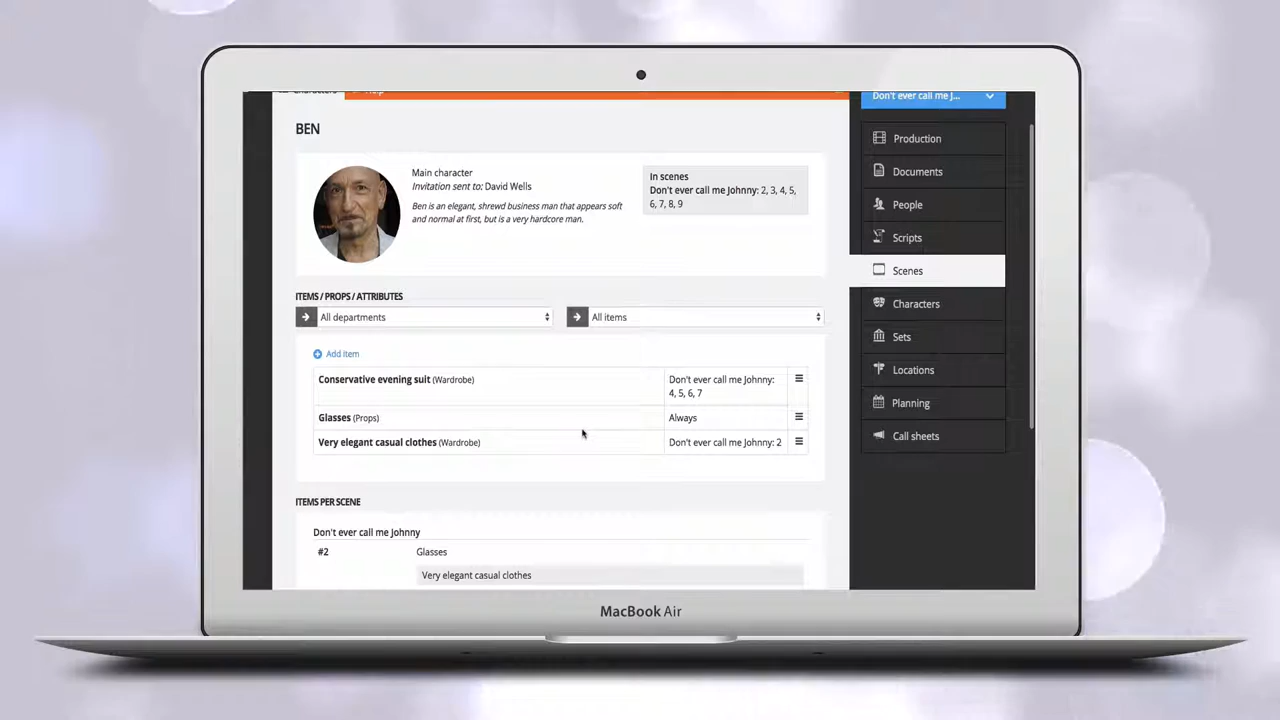 Don't ever call me J...
BEN
Main character
Invitation sent to: David Wells
Ben is an elegant, shrewd business man that appears soft
and normal at first, but is a very hardcore man.
In scenes
Don't ever call me Johnny: 2, 3, 4, 5,
6, 7, 8, 9
ITEMS / PROPS / ATTRIBUTES
All departments
All items
Add item
Conservative evening suit (Wardrobe)
Don't ever call me Johnny:
4, 5, 6, 7
Glasses (Props)
Always
Very elegant casual clothes (Wardrobe)
Don't ever call me Johnny: 2
ITEMS PER SCENE
Don't ever call me Johnny
#2
Glasses
Very elegant casual clothes
Production
Documents
People
Scripts
Scenes
Characters
Sets
Locations
Planning
Call sheets
MacBook Air